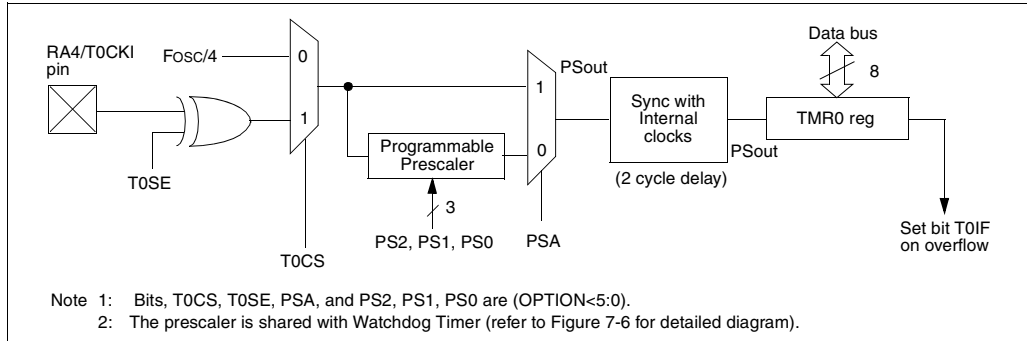 Data bus
RA4/T0CKI
pin
FOSC/4
0
1
T0SE
T0CS
Programmable
Prescaler
3
PS2, PS1, PS0
1
0
PSA
PSout
Sync with
Internal
clocks
(2 cycle delay)
PSout
8
TMR0 reg
Set bit T0IF
on overflow
Note 1: Bits, T0CS, T0SE, PSA, and PS2, PS1, PS0 are (OPTION<5:0).
2: The prescaler is shared with Watchdog Timer (refer to Figure 7-6 for detailed diagram).